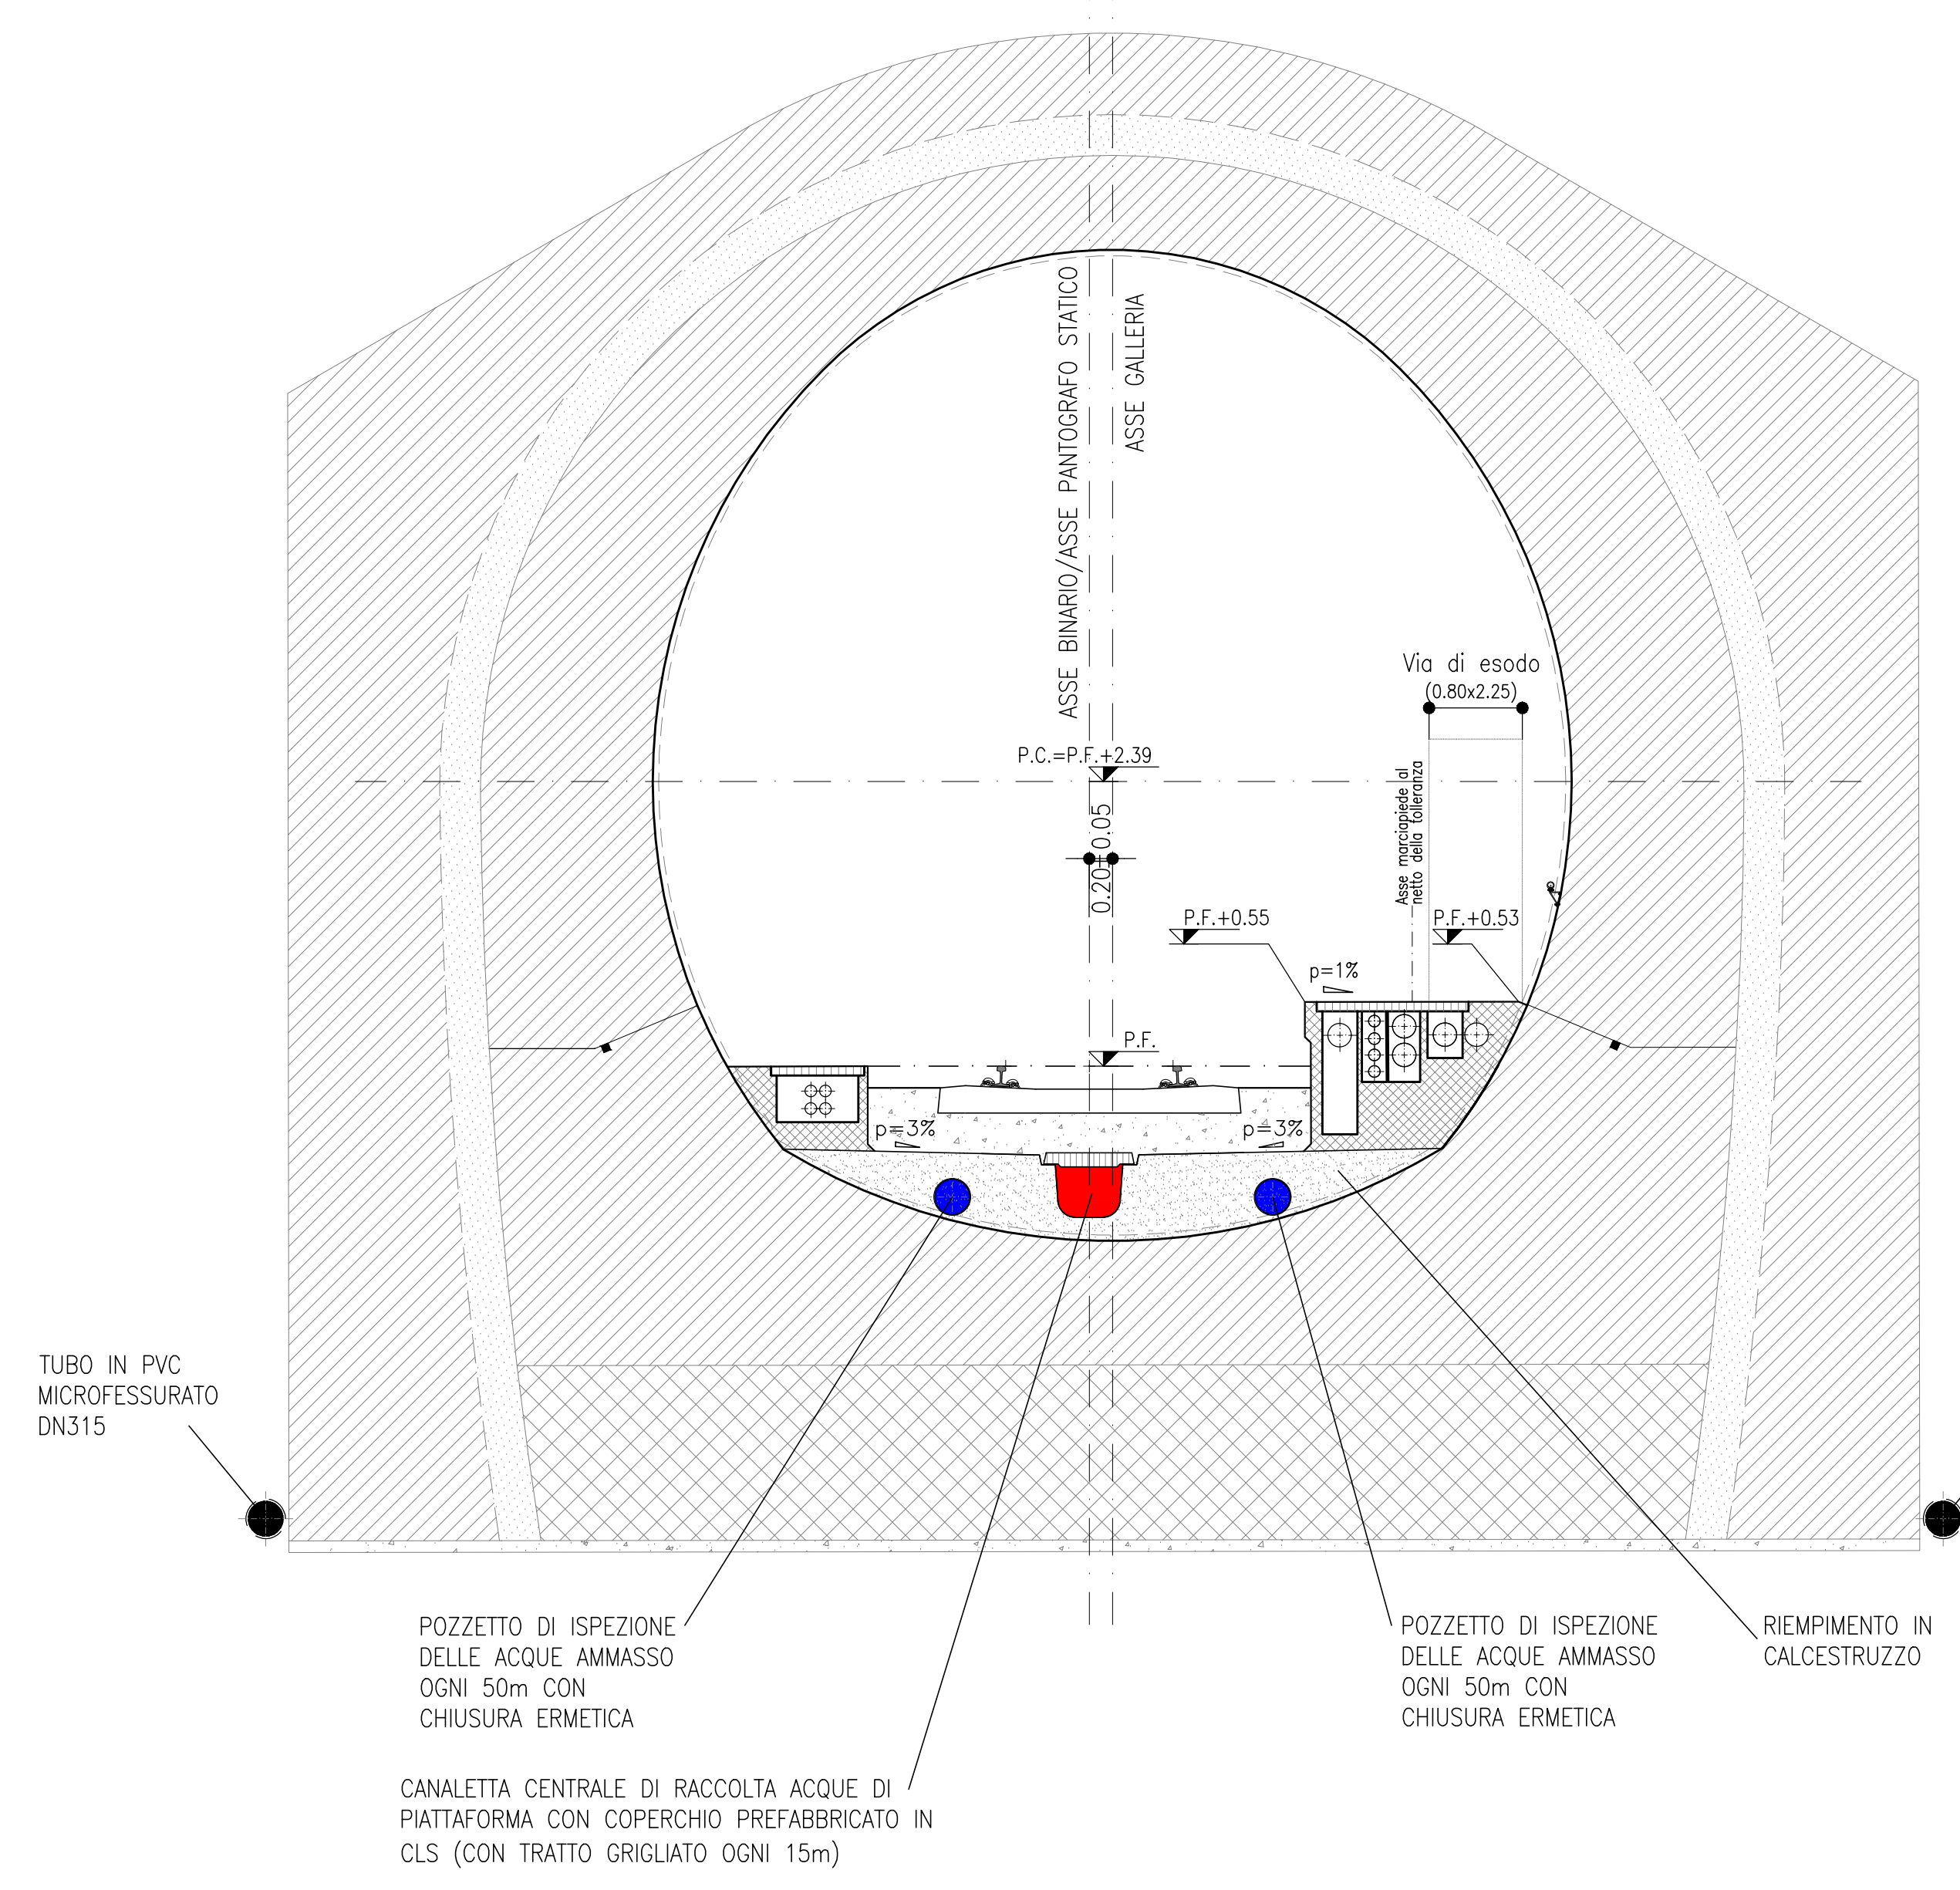 ASSE BINARIO/ASSE PANTOGRAFO STATICO
ASSE GALLERIA
Via di esodo
(0.80x2.25)
P.C.=P.F.+2.39
0.20+0.05
Asse marciapiede al
netto della tolleranza
P.F.+0.55
P.F.+0.53
p=1%
P.F.
p=3%
p=3%
TUBO IN PVC
MICROFESSURATO
DN315
POZZETTO DI ISPEZIONE
DELLE ACQUE AMMASSO
OGNI 50m CON
CHIUSURA ERMETICA
POZZETTO DI ISPEZIONE
DELLE ACQUE AMMASSO
OGNI 50m CON
CHIUSURA ERMETICA
RIEMPIMENTO IN
CALCESTRUZZO
CANALETTA CENTRALE DI RACCOLTA ACQUE DI
PIATTAFORMA CON COPERCHIO PREFABBRICATO IN
CLS (CON TRATTO GRIGLIATO OGNI 15m)